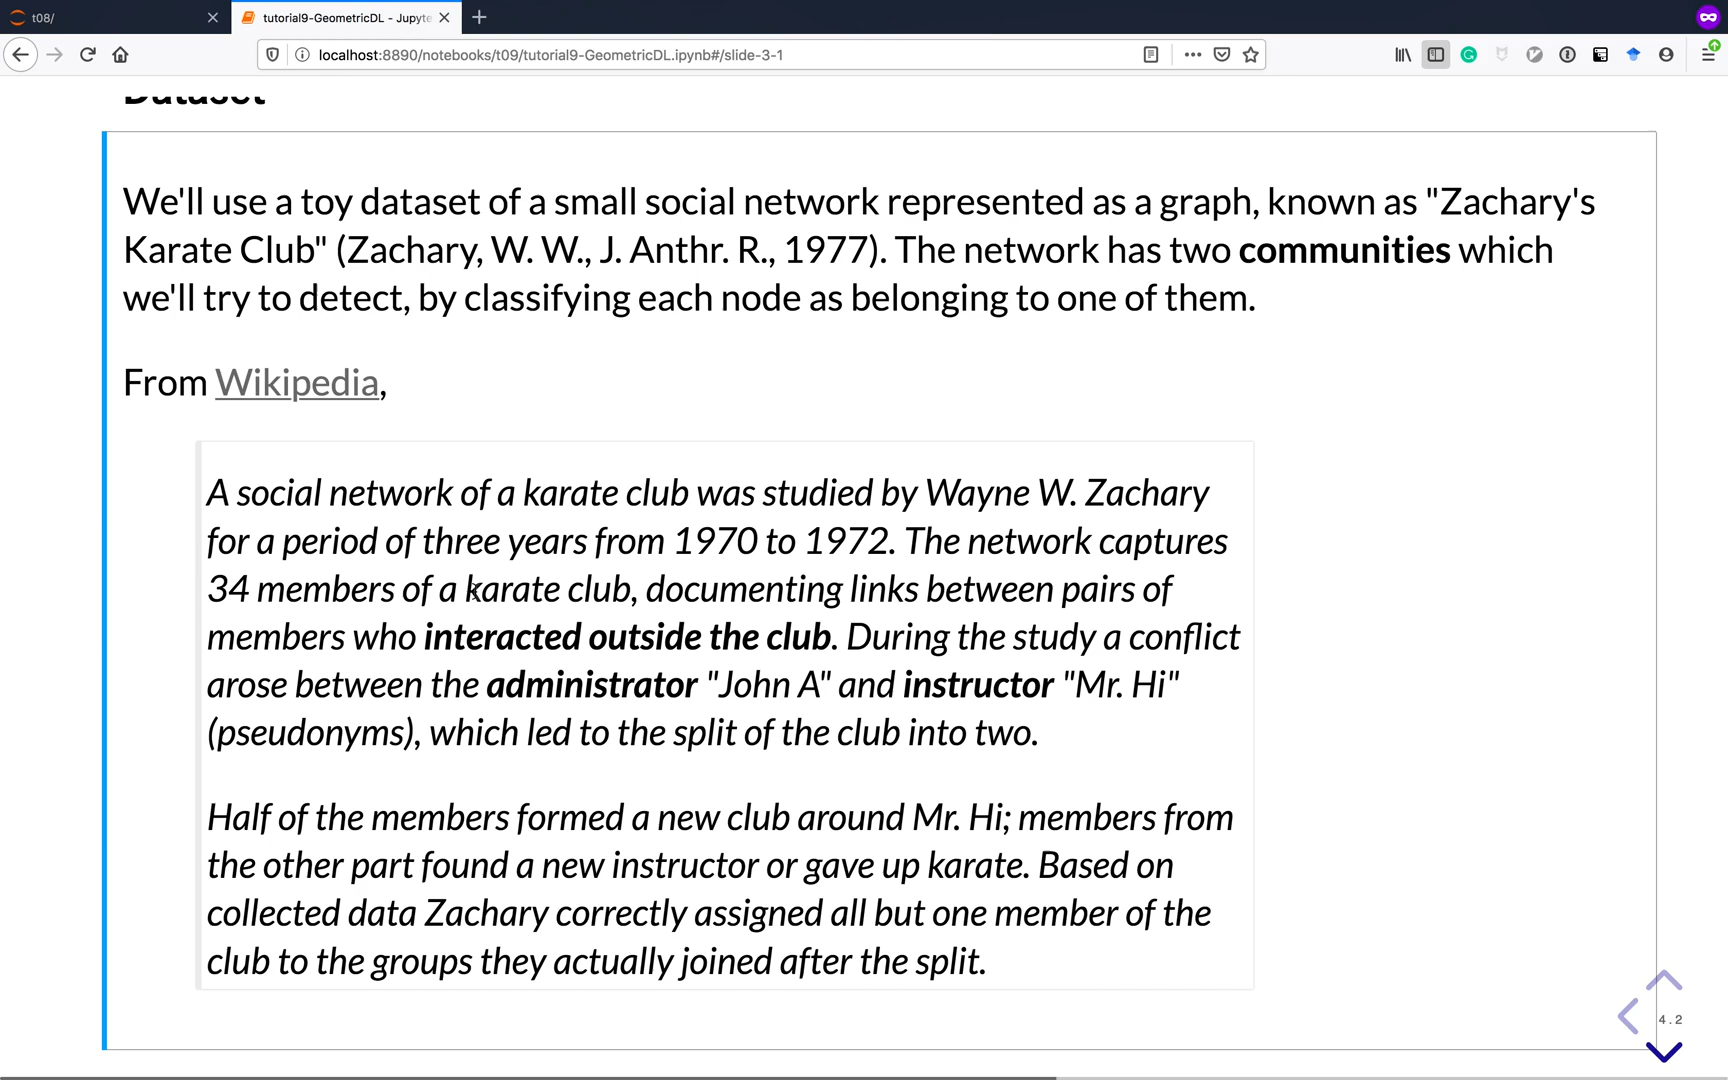 t08/
tutorial9-GeometricDL - Jupyte
localhost:8890/notebooks/t09/tutorial9-GeometricDL.ipynb#/slide-3-1
Dataset
We'll use a toy dataset of a small social network represented as a graph, known as "Zachary's
Karate Club" (Zachary, W. W., J. Anthr. R., 1977). The network has two communities which
we'll try to detect, by classifying each node as belonging to one of them.
From Wikipedia,
A social network of a karate club was studied by Wayne W. Zachary
for a period of three years from 1970 to 1972. The network captures
34 members of a karate club, documenting links between pairs of
members who interacted outside the club. During the study a conflict
arose between the administrator "John A" and instructor "Mr. Hi"
(pseudonyms), which led to the split of the club into two.
Half of the members formed a new club around Mr. Hi; members from
the other part found a new instructor or gave up karate. Based on
collected data Zachary correctly assigned all but one member of the
club to the groups they actually joined after the split.
4.2